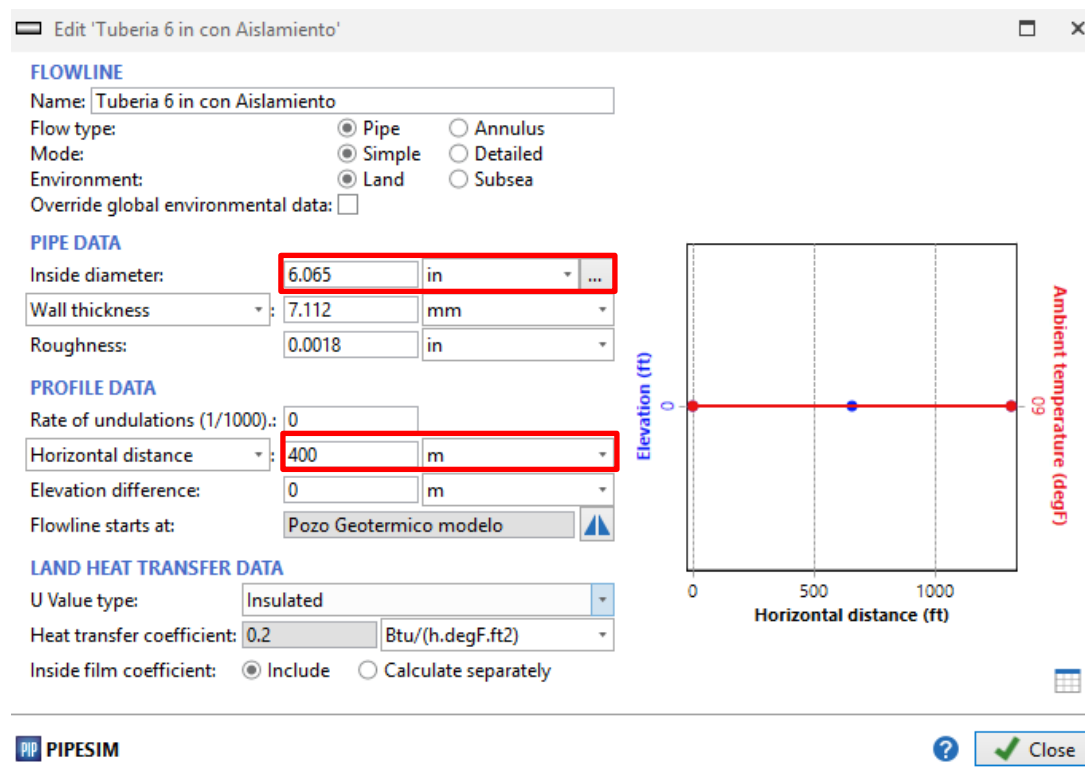 Edit 'Tuberia 6 in con Aislamiento'
FLOWLINE
Name: Tuberia 6 in con Aislamiento
Flow type: Pipe Annulus
Mode: Simple Detailed
Environment: Land Subsea
Override global environmental data:
PIPE DATA
Inside diameter: 6.065 in ...
Wall thickness : 7.112 mm
Roughness: 0.0018 in
PROFILE DATA
Rate of undulations (1/1000).: 0
Horizontal distance : 400 m
Elevation difference: 0 m
Flowline starts at: Pozo Geotermico modelo
LAND HEAT TRANSFER DATA
U Value type: Insulated
Heat transfer coefficient: 0.2 Btu/(h.degF.ft2)
Inside film coefficient: Include Calculate separately
Elevation (ft)
0
60
Ambient temperature (degF)
0 500 1000
Horizontal distance (ft)
PIP PIPESIM
? Close